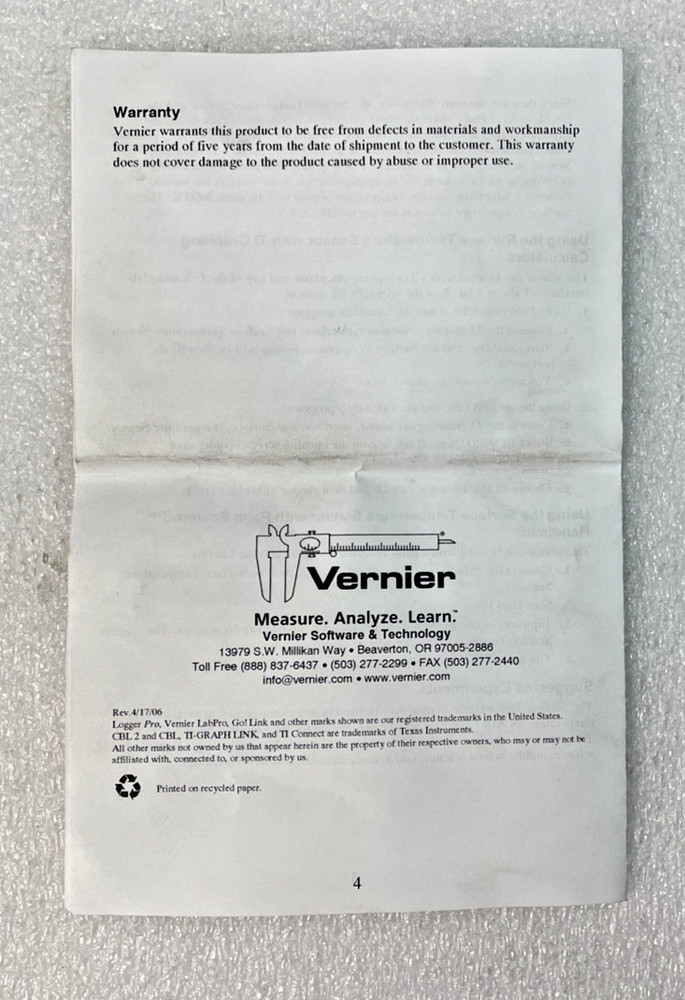 Warranty
Vernier warrants this product to be free from defects in materials and workmanship
for a period of five years from the date of shipment to the customer. This warranty
does not cover damage to the product caused by abuse or improper use.
Vernier
Measure. Analyze. Learn.™
Vernier Software & Technology
13979 S.W. Millikan Way • Beaverton, OR 97005-2886
Toll Free (888) 837-6437 • (503) 277-2299 • FAX (503) 277-2440
info@vernier.com • www.vernier.com
Rev.4/17/06
Logger Pro, Vernier LabPro, Go! Link and other marks shown are our registered trademarks in the United States.
CBL 2 and CBL, TI-GRAPH LINK, and TI Connect are trademarks of Texas Instruments.
All other marks not owned by us that appear herein are the property of their respective owners, who may or may not be
affiliated with, connected to, or sponsored by us.
Printed on recycled paper.
4